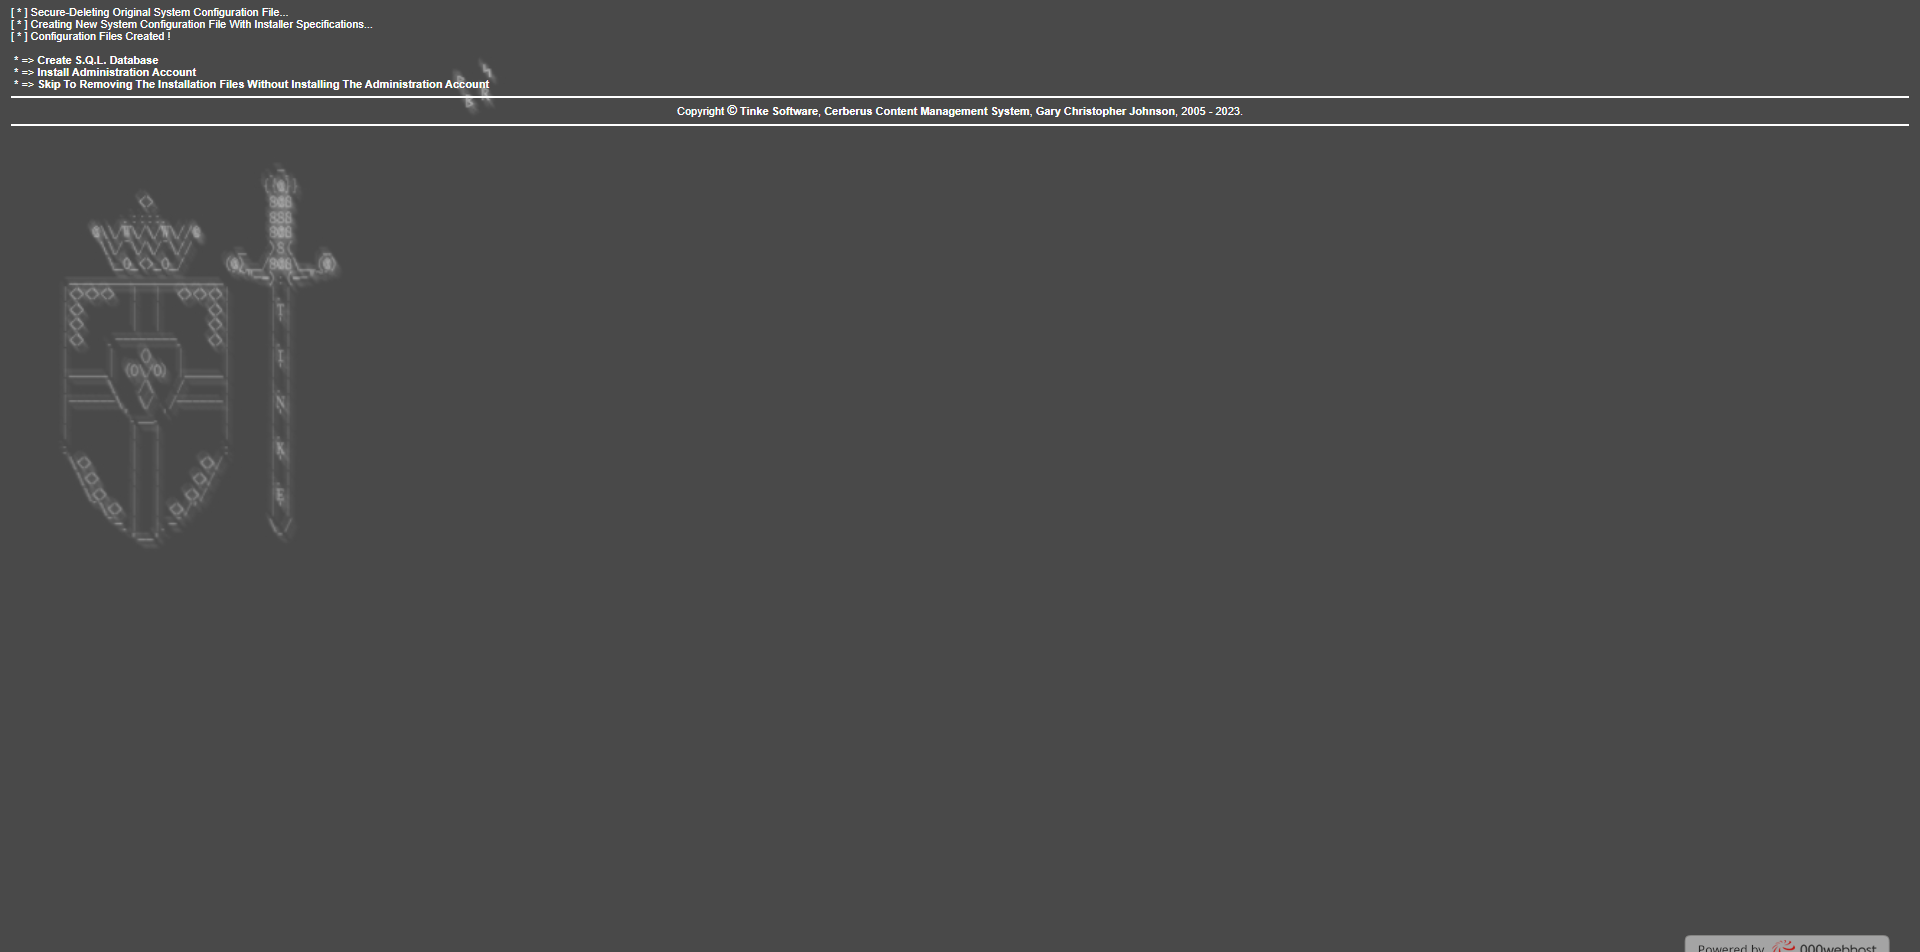 [ * ] Secure-Deleting Original System Configuration File...
[ * ] Creating New System Configuration File With Installer Specifications...
[ * ] Configuration Files Created !
* => Create S.Q.L. Database
* => Install Administration Account
* => Skip To Removing The Installation Files Without Installing The Administration Account
Copyright © Tinke Software, Cerberus Content Management System, Gary Christopher Johnson, 2005 - 2023.
T
I
N
K
E
Powered by 000webhost